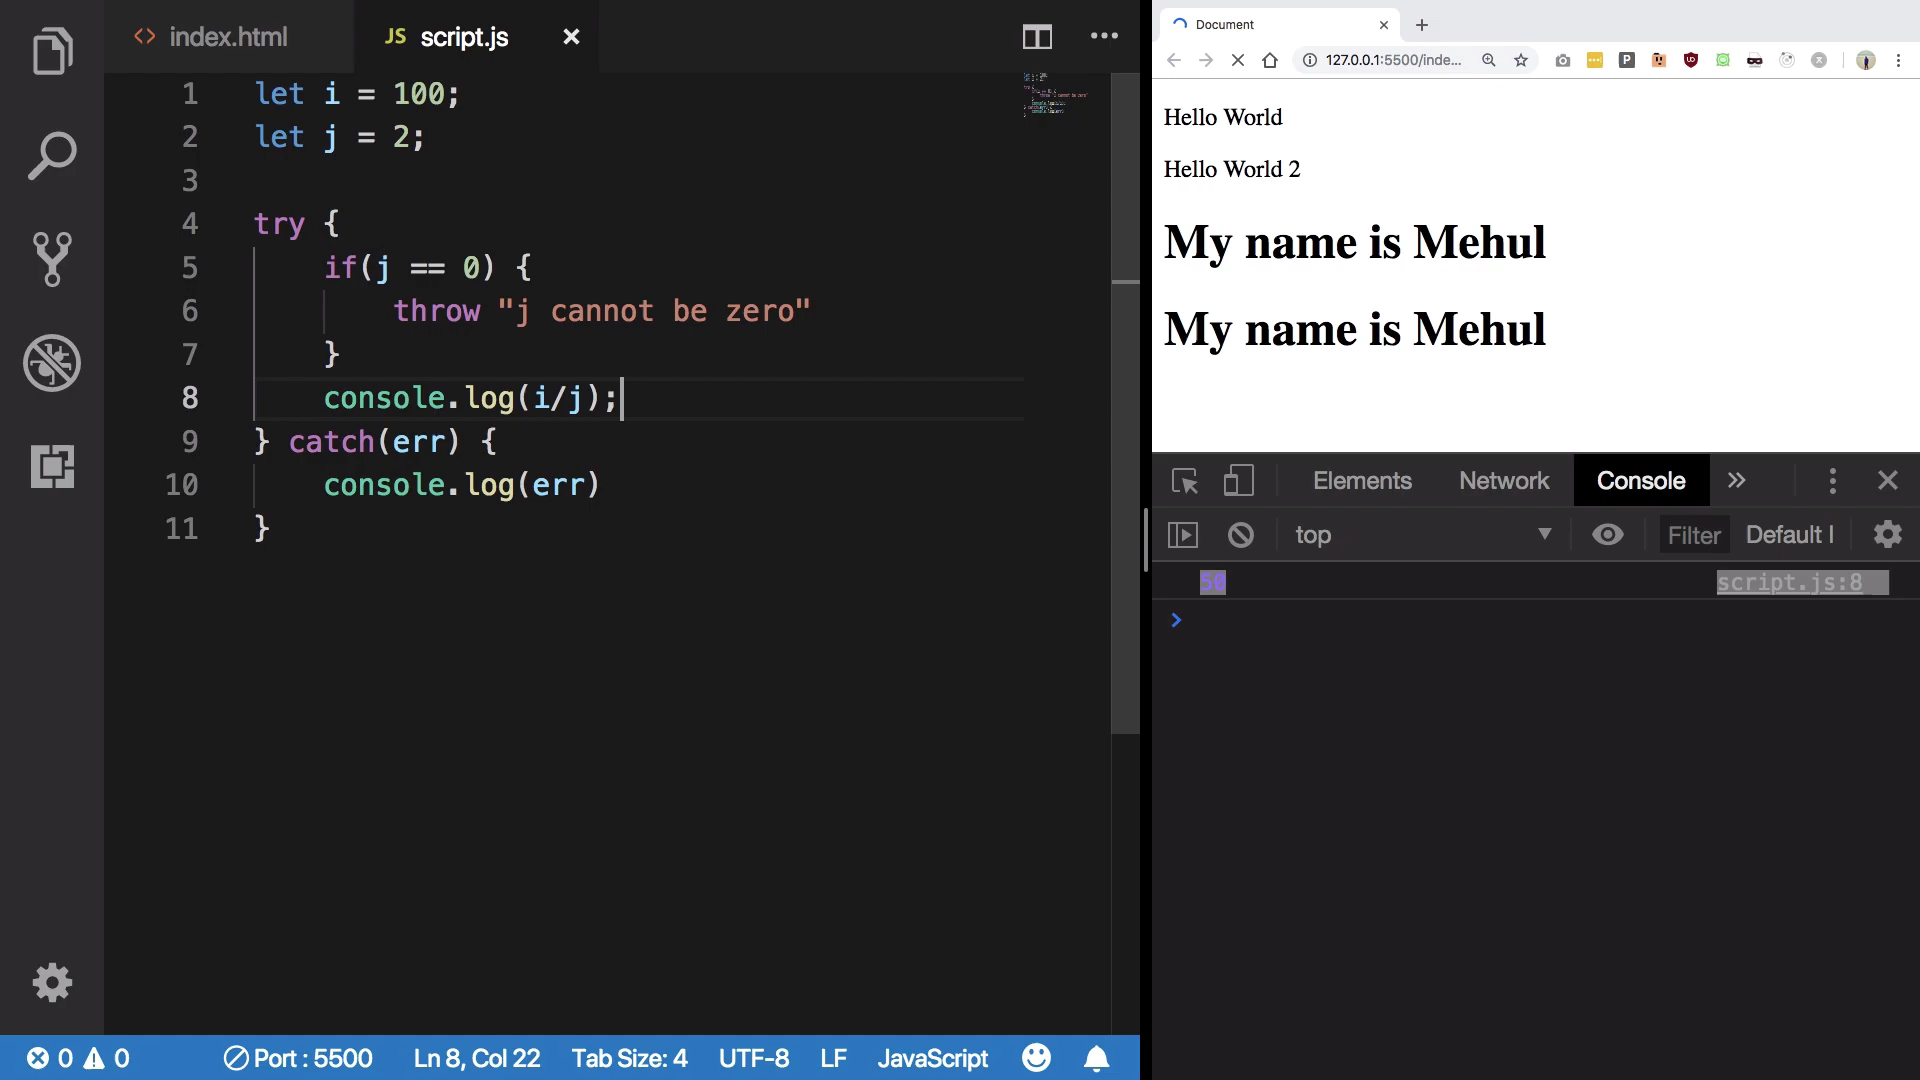 <> index.html
JS script.js
1 let i = 100;
2 let j = 2;
3
4 try {
5 if(j == 0) {
6 throw "j cannot be zero"
7 }
8 console.log(i/j);
9 } catch(err) {
10 console.log(err)
11 }
0 0 Port : 5500 Ln 8, Col 22 Tab Size: 4 UTF-8 LF JavaScript
Document
127.0.0.1:5500/inde...
Hello World
Hello World 2
My name is Mehul
My name is Mehul
Elements Network Console
top Filter Default l
50 script.js:8